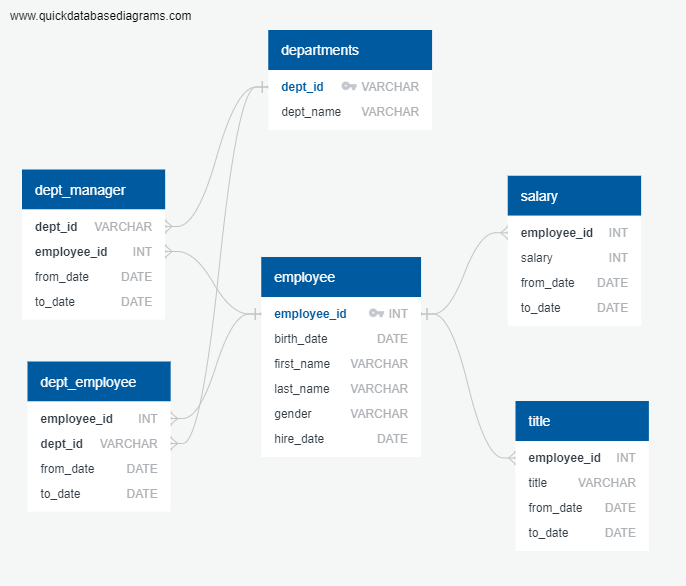 www.quickdatabasediagrams.com
departments
dept_id VARCHAR
dept_name VARCHAR
dept_manager
dept_id VARCHAR
employee_id INT
from_date DATE
to_date DATE
salary
employee_id INT
salary INT
from_date DATE
to_date DATE
employee
employee_id INT
birth_date DATE
first_name VARCHAR
last_name VARCHAR
gender VARCHAR
hire_date DATE
dept_employee
employee_id INT
dept_id VARCHAR
from_date DATE
to_date DATE
title
employee_id INT
title VARCHAR
from_date DATE
to_date DATE